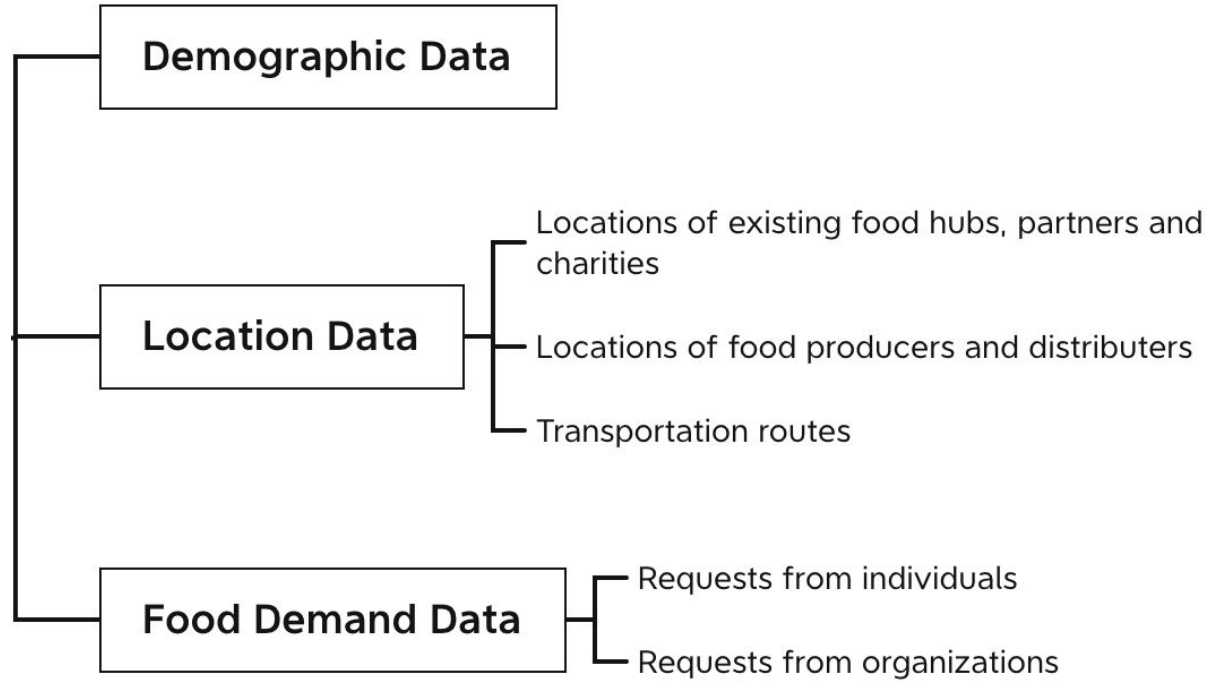 Demographic Data
Locations of existing food hubs, partners and
charities
Location Data
Locations of food producers and distributers
Transportation routes
Food Demand Data
Requests from individuals
Requests from organizations